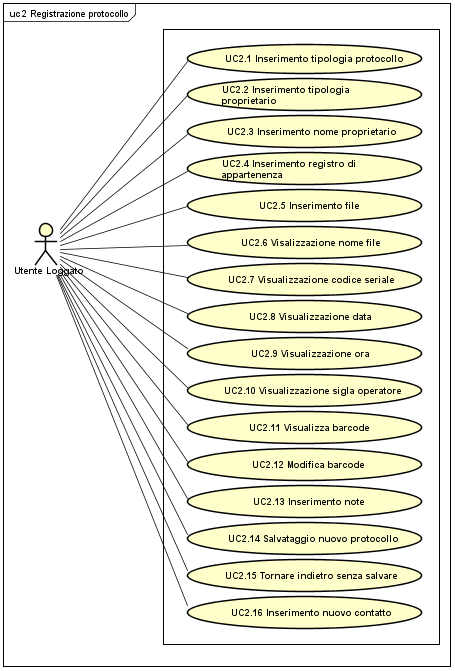 uc2 Registrazione protocollo
UC2.1 Inserimento tipologia protocollo
UC2.2 Inserimento tipologia
proprietario
UC2.3 Inserimento nome proprietario
UC2.4 Inserimento registro di
appartenenza
UC2.5 Inserimento file
UC2.6 Visalizzazione nome file
Utente Loggato
UC2.7 Visualizzazione codice seriale
UC2.8 Visualizzazione data
UC2.9 Visualizzazione ora
UC2.10 Visualizzazione sigla operatore
UC2.11 Visualizza barcode
UC2.12 Modifica barcode
UC2.13 Inserimento note
UC2.14 Salvataggio nuovo protocollo
UC2.15 Tornare indietro senza salvare
UC2.16 Inserimento nuovo contatto